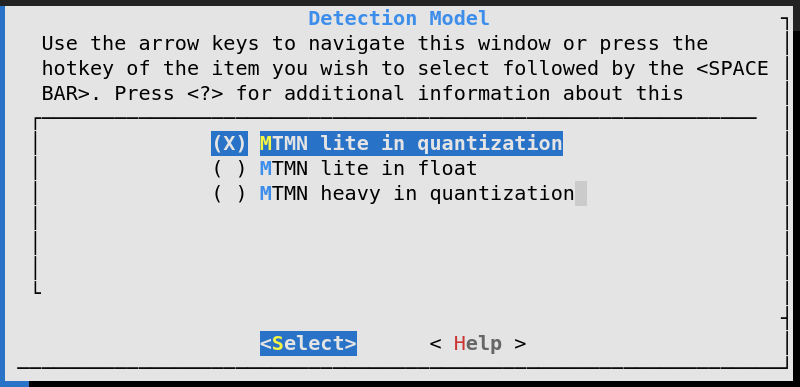 Detection Model
Use the arrow keys to navigate this window or press the
hotkey of the item you wish to select followed by the <SPACE
BAR>. Press <?> for additional information about this
(X) MTMN lite in quantization
( ) MTMN lite in float
( ) MTMN heavy in quantization
<Select> < Help >